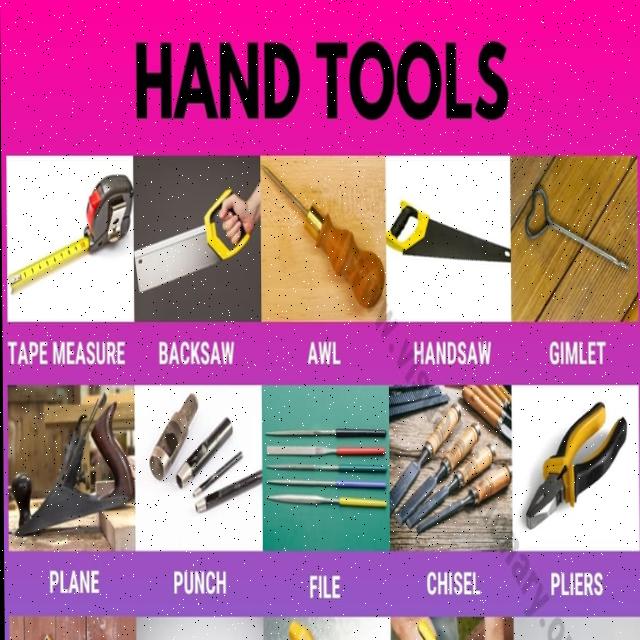 HAND TOOLS
TAPE MEASURE BACKSAW AWL HANDSAW GIMLET
PLANE PUNCH FILE CHISEL PLIERS